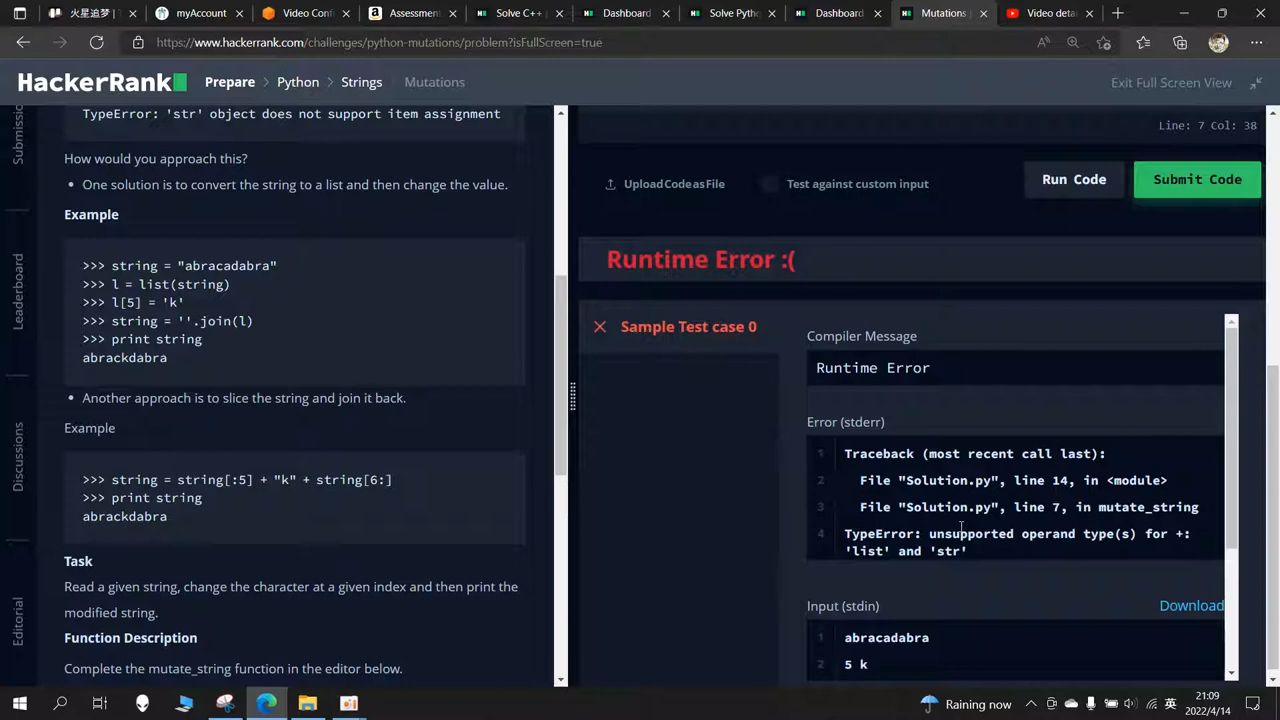 火星追梦
myAccount
Video Confi
Assessment
Solve C++
Dashboard
Solve Pytho
Dashboard
Mutations
Video detai
https://www.hackerrank.com/challenges/python-mutations/problem?isFullScreen=true
HackerRank
Prepare > Python > Strings > Mutations
Exit Full Screen View
Submissio
Leaderboard
Discussions
Editorial
TypeError: 'str' object does not support item assignment
How would you approach this?
• One solution is to convert the string to a list and then change the value.
Example
>>> string = "abracadabra"
>>> l = list(string)
>>> l[5] = 'k'
>>> string = ''.join(l)
>>> print string
abrackdabra
• Another approach is to slice the string and join it back.
Example
>>> string = string[:5] + "k" + string[6:]
>>> print string
abrackdabra
Task
Read a given string, change the character at a given index and then print the
modified string.
Function Description
Complete the mutate_string function in the editor below.
Line: 7 Col: 38
Upload Code as File
Test against custom input
Run Code
Submit Code
Runtime Error :(
Sample Test case 0
Compiler Message
Runtime Error
Error (stderr)
1 Traceback (most recent call last):
2 File "Solution.py", line 14, in <module>
3 File "Solution.py", line 7, in mutate_string
4 TypeError: unsupported operand type(s) for +:
'list' and 'str'
Input (stdin)
Download
1 abracadabra
2 5 k
Raining now
英
21:09
2022/4/14